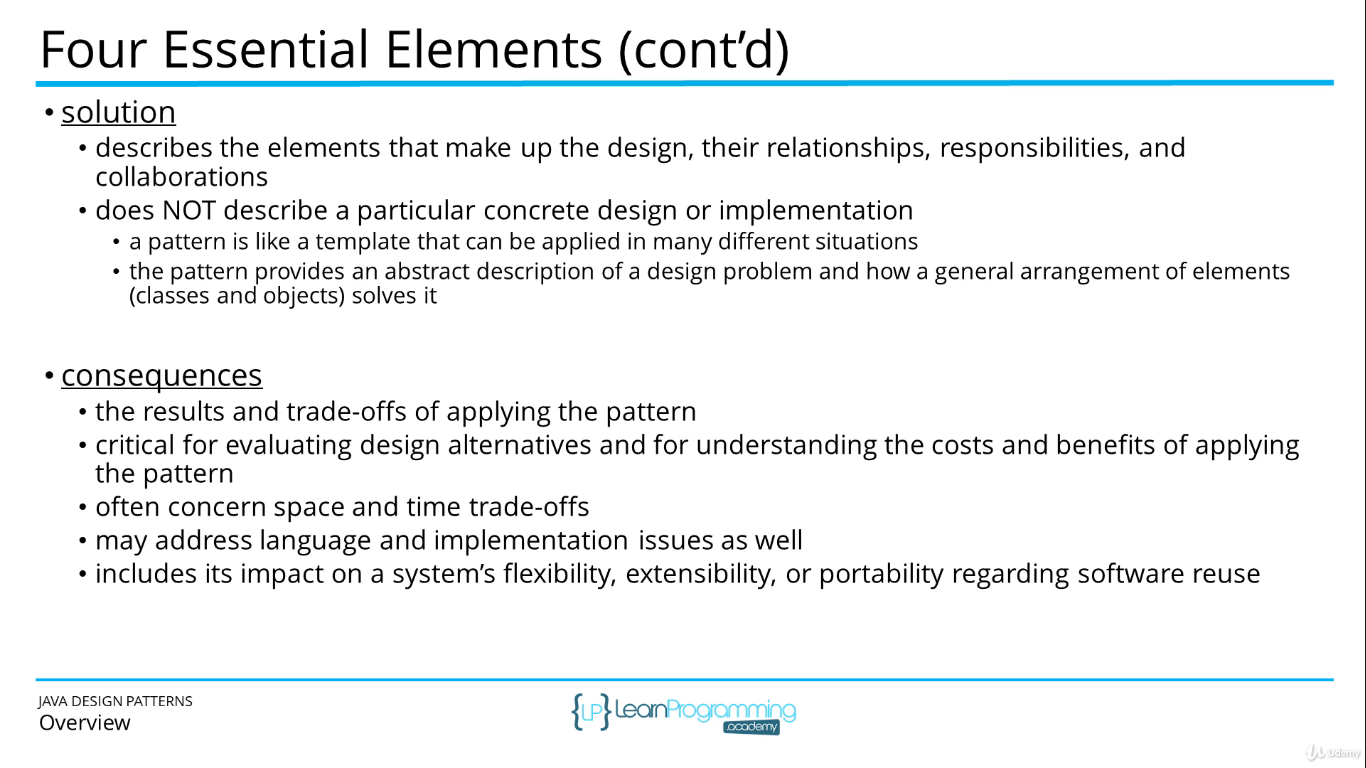 Four Essential Elements (cont’d)
• solution
• describes the elements that make up the design, their relationships, responsibilities, and
collaborations
• does NOT describe a particular concrete design or implementation
• a pattern is like a template that can be applied in many different situations
• the pattern provides an abstract description of a design problem and how a general arrangement of elements
(classes and objects) solves it
• consequences
• the results and trade-offs of applying the pattern
• critical for evaluating design alternatives and for understanding the costs and benefits of applying
the pattern
• often concern space and time trade-offs
• may address language and implementation issues as well
• includes its impact on a system’s flexibility, extensibility, or portability regarding software reuse
JAVA DESIGN PATTERNS
Overview
{LP} LearnProgramming
.academy
Udemy